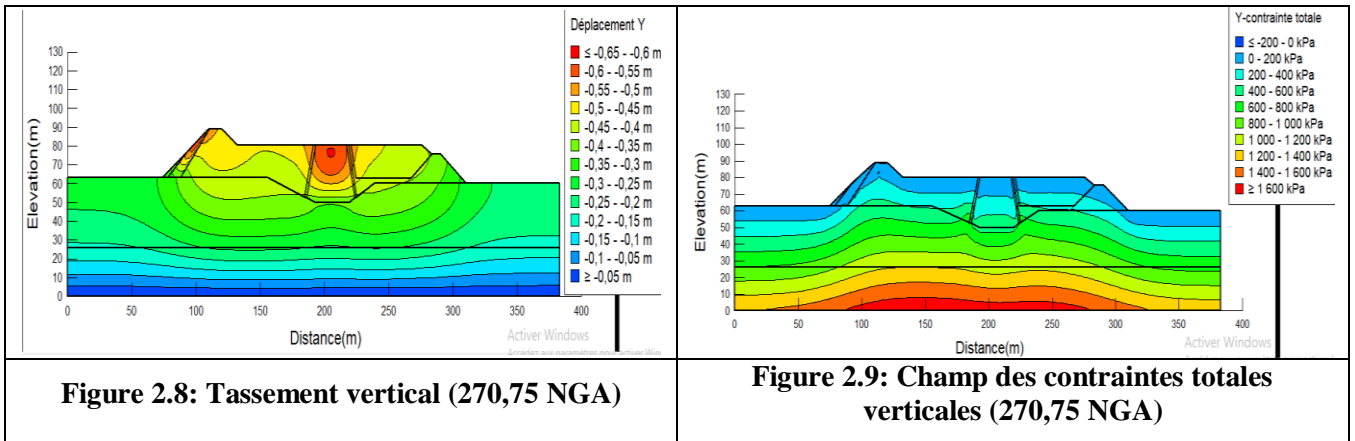 Déplacement Y
≤ -0,65 - -0,6 m
-0,6 - -0,55 m
-0,55 - -0,5 m
-0,5 - -0,45 m
-0,45 - -0,4 m
-0,4 - -0,35 m
-0,35 - -0,3 m
-0,3 - -0,25 m
-0,25 - -0,2 m
-0,2 - -0,15 m
-0,15 - -0,1 m
-0,1 - -0,05 m
≥ -0,05 m
130
120
110
100
90
80
70
60
50
40
30
20
10
0
Elevation(m)
0
50
100
150
200
250
300
350
400
Distance(m)
Activer Windows
Accédez aux paramètres pour activer
Figure 2.8: Tassement vertical (270,75 NGA)
Y-contrainte totale
≤ -200 - 0 kPa
0 - 200 kPa
200 - 400 kPa
400 - 600 kPa
600 - 800 kPa
800 - 1 000 kPa
1 000 - 1 200 kPa
1 200 - 1 400 kPa
1 400 - 1 600 kPa
≥ 1 600 kPa
130
120
110
100
90
80
70
60
50
40
30
20
10
0
Elevation(m)
0
50
100
150
200
250
300
350
400
Distance(m)
Activer Windows
Figure 2.9: Champ des contraintes totales
verticales (270,75 NGA)